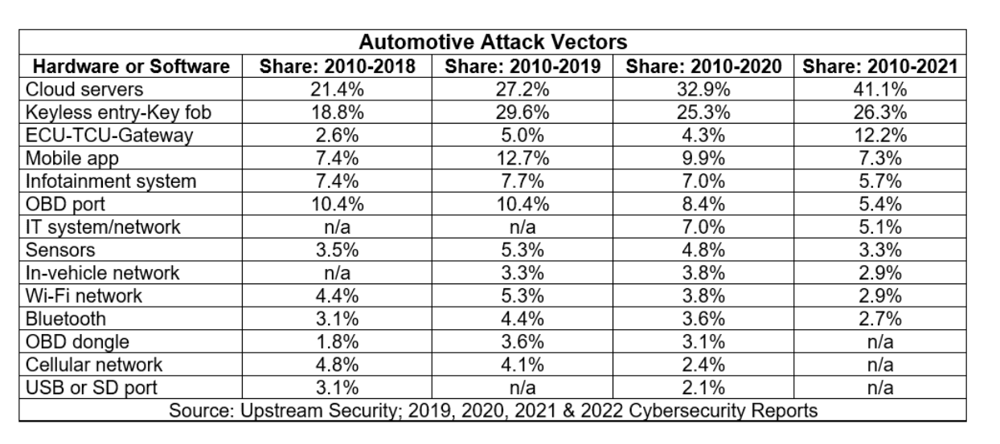 Automotive Attack Vectors
Hardware or Software Share: 2010-2018 Share: 2010-2019 Share: 2010-2020 Share: 2010-2021
Cloud servers 21.4% 27.2% 32.9% 41.1%
Keyless entry-Key fob 18.8% 29.6% 25.3% 26.3%
ECU-TCU-Gateway 2.6% 5.0% 4.3% 12.2%
Mobile app 7.4% 12.7% 9.9% 7.3%
Infotainment system 7.4% 7.7% 7.0% 5.7%
OBD port 10.4% 10.4% 8.4% 5.4%
IT system/network n/a n/a 7.0% 5.1%
Sensors 3.5% 5.3% 4.8% 3.3%
In-vehicle network n/a 3.3% 3.8% 2.9%
Wi-Fi network 4.4% 5.3% 3.8% 2.9%
Bluetooth 3.1% 4.4% 3.6% 2.7%
OBD dongle 1.8% 3.6% 3.1% n/a
Cellular network 4.8% 4.1% 2.4% n/a
USB or SD port 3.1% n/a 2.1% n/a
Source: Upstream Security; 2019, 2020, 2021 & 2022 Cybersecurity Reports